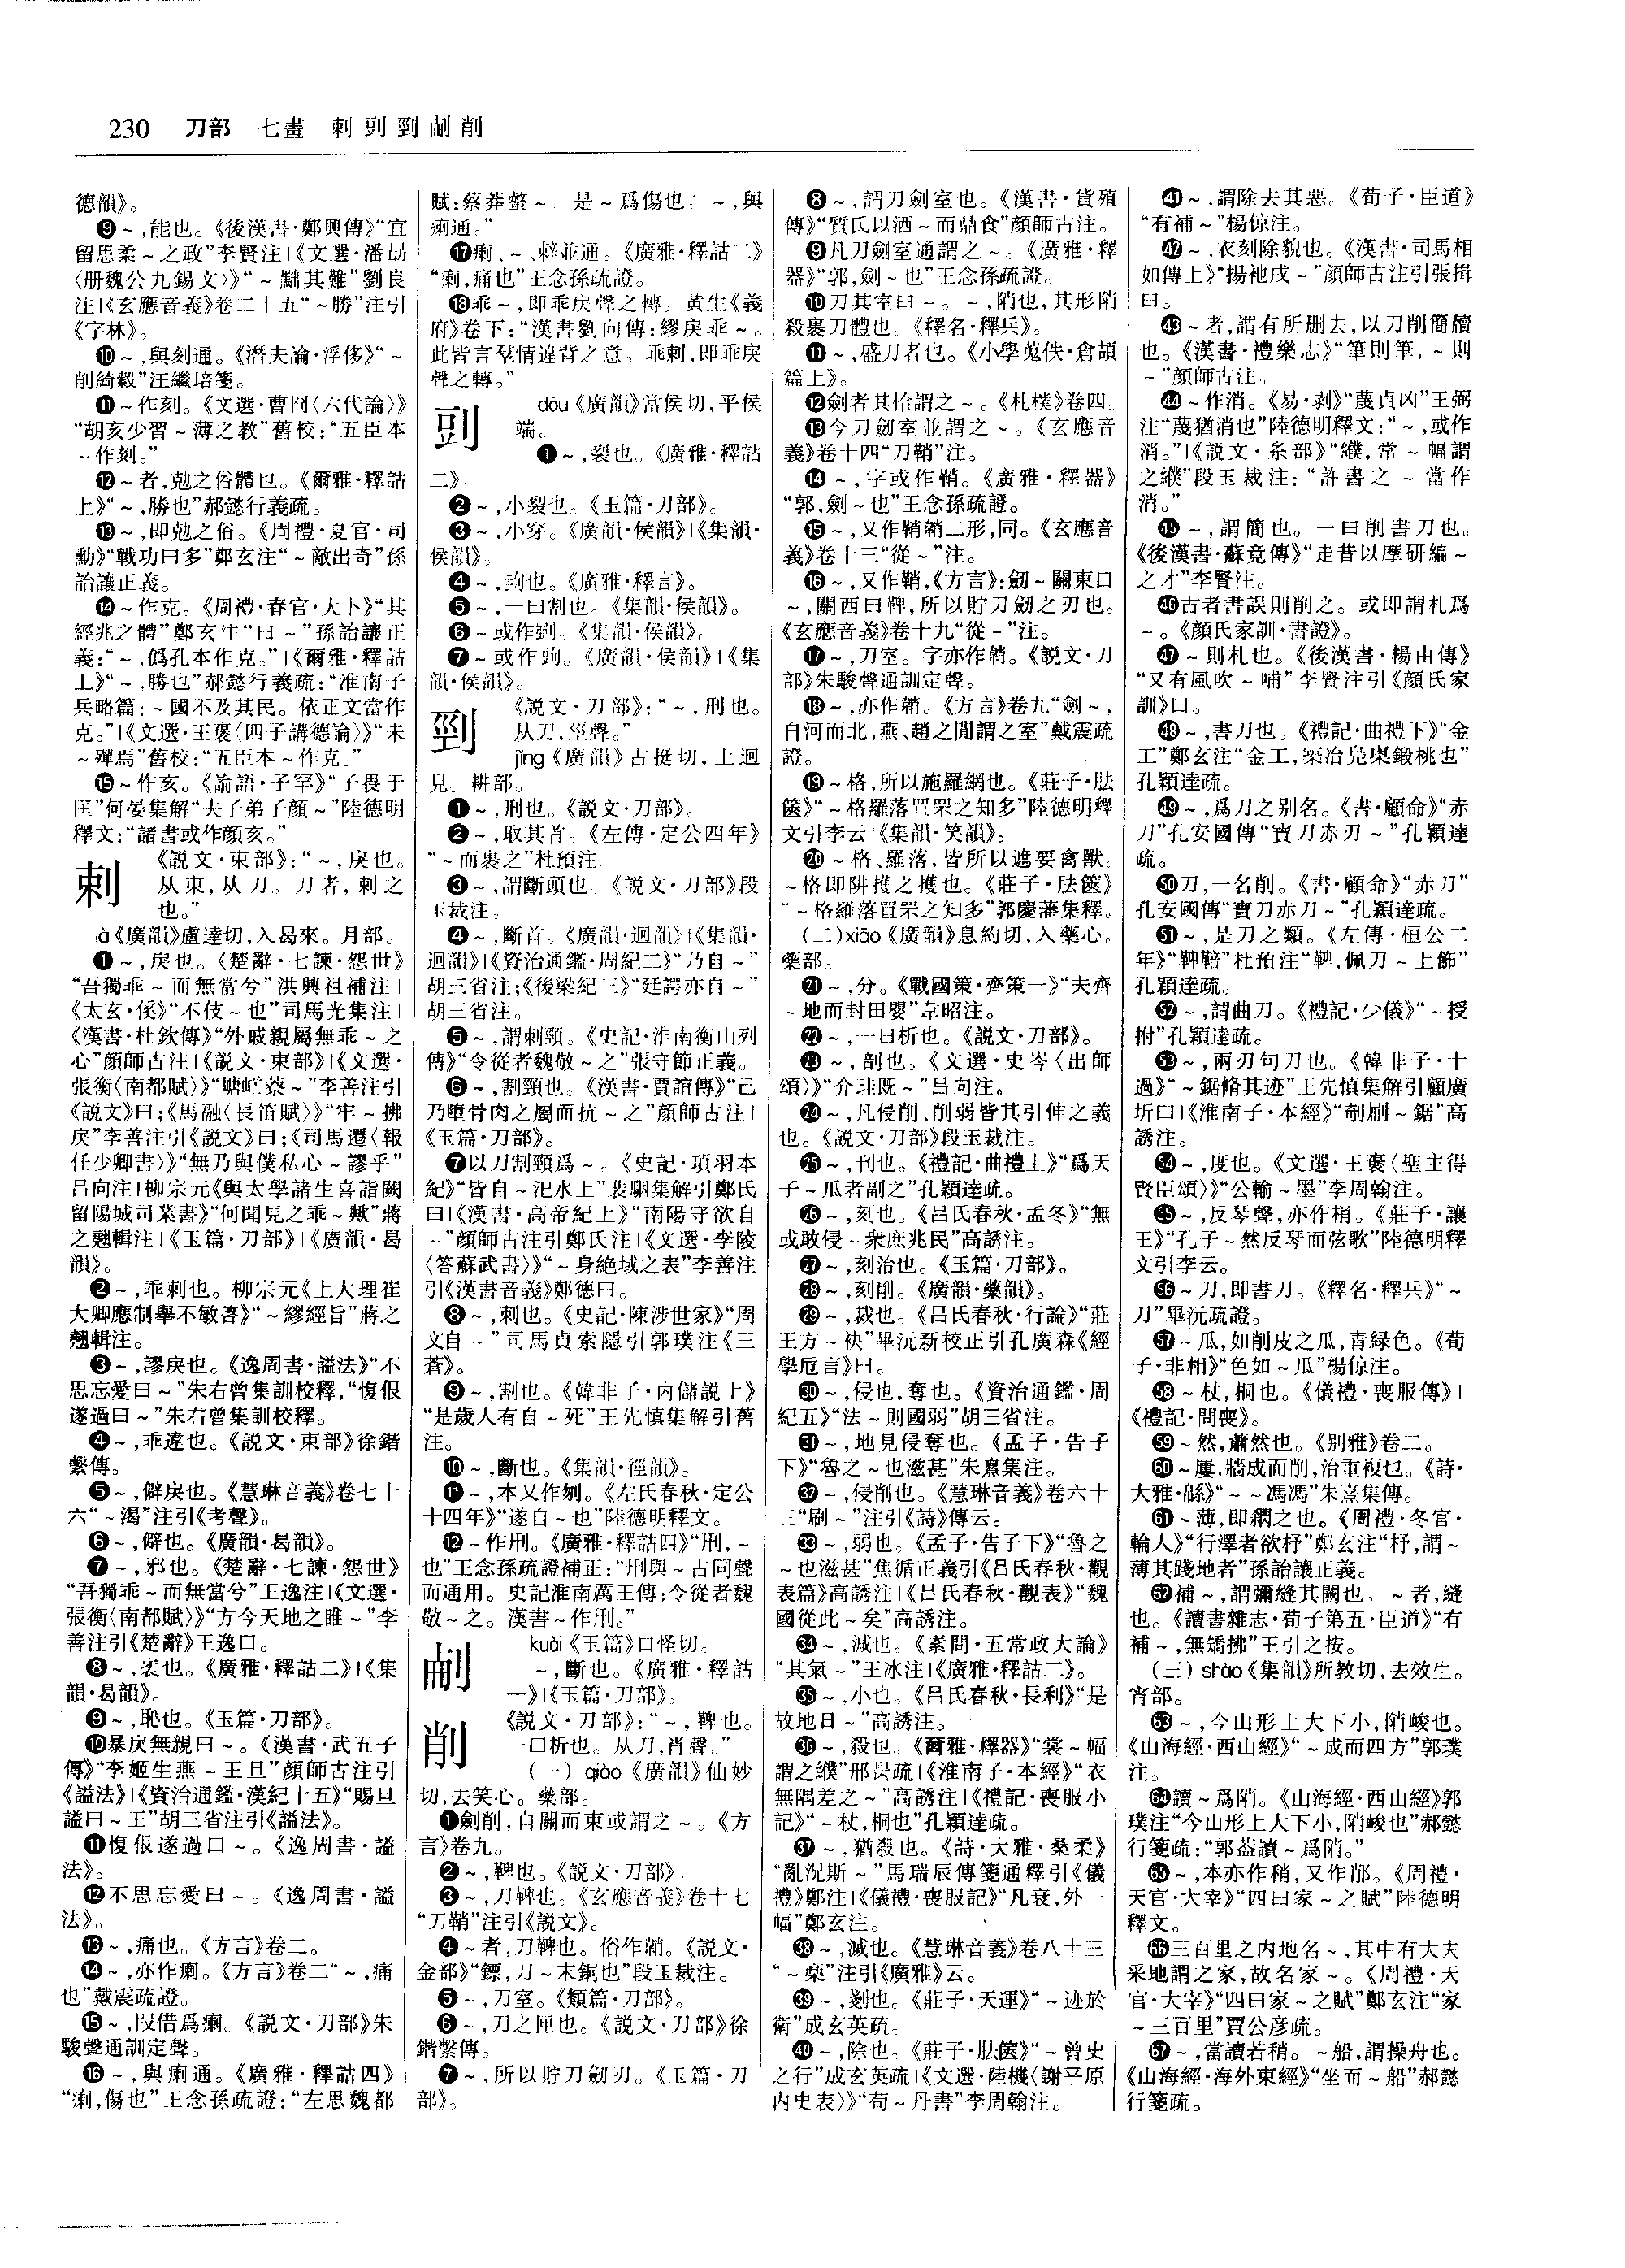 230 刀部 七畫 剌剅剄𠜐削
德韻》。
❾～,能也。《後漢書·鄭興傳》“宜
留思柔～之政”李賢注|《文選·潘勗
〈册魏公九錫文〉》“～黜其難”劉良
注|《玄應音義》卷二十五“～勝”注引
《字林》。
❿～,與刻通。《潛夫論·浮侈》“～
削綺縠”汪繼培箋。
⓫～作刻。《文選·曹冏〈六代論〉》
“胡亥少習～薄之教”舊校:“五臣本
～作刻。”
⓬～者,剋之俗體也。《爾雅·釋詁
上》“～,勝也”郝懿行義疏。
⓭～,即剋之俗。《周禮·夏官·司
勳》“戰功曰多”鄭玄注“～敵出奇”孫
詒讓正義。
⓮～作克。《周禮·春官·大卜》“其
經兆之體”鄭玄注“曰～”孫詒讓正
義:“～,僞孔本作克。”|《爾雅·釋詁
上》“～,勝也”郝懿行義疏:“淮南子
兵略篇:～國不及其民。依正文當作
克。”|《文選·王褒〈四子講德論〉》“未
～殫焉”舊校:“五臣本～作克。”
⓯～作亥。《論語·子罕》“子畏于
匡”何晏集解“夫子弟子顔～”陸德明
釋文:“諸書或作顔亥。”
剌
《説文·束部》:“～,戾也。
从束,从刀。刀者,剌之
也。”
là《廣韻》盧達切,入曷來。月部。
❶～,戾也。《楚辭·七諫·怨世》
“吾獨乖～而無當兮”洪興祖補注|
《太玄·傒》“不伎～也”司馬光集注|
《漢書·杜欽傳》“外戚親屬無乖～之
心”顔師古注|《説文·束部》|《文選·
張衡〈南都賦〉》“嵣㟐嶚～”李善注引
《説文》曰;《馬融〈長笛賦〉》“牢～拂
戾”李善注引《説文》曰;《司馬遷〈報
任少卿書〉》“無乃與僕私心～謬乎”
吕向注|柳宗元《與太學諸生喜詣闕
留陽城司業書》“何聞見之乖～歟”蔣
之翹輯注|《玉篇·刀部》|《廣韻·曷
韻》。
❷～,乖剌也。柳宗元《上大理崔
大卿應制舉不敏啓》“～繆經旨”蔣之
翹輯注。
❸～,謬戾也。《逸周書·謚法》“不
思忘愛曰～”朱右曾集訓校釋,“愎佷
遂過曰～”朱右曾集訓校釋。
❹～,乖違也。《説文·束部》徐鍇
繫傳。
❺～,僻戾也。《慧琳音義》卷七十
六“～渴”注引《考聲》。
❻～,僻也。《廣韻·曷韻》。
❼～,邪也。《楚辭·七諫·怨世》
“吾獨乖～而無當兮”王逸注|《文選·
張衡〈南都賦〉》“方今天地之睢～”李
善注引《楚辭》王逸曰。
❽～,衺也。《廣雅·釋詁二》|《集
韻·曷韻》。
❾～,恥也。《玉篇·刀部》。
❿暴戾無親曰～。《漢書·武五子
傳》“李姬生燕～王旦”顔師古注引
《謚法》|《資治通鑑·漢紀十五》“賜旦
謚曰～王”胡三省注引《謚法》。
⓫愎佷遂過曰～。《逸周書·謚
法》。
⓬不思忘愛曰～。《逸周書·謚
法》。
⓭～,痛也。《方言》卷二。
⓮～,亦作瘌。《方言》卷二“～,痛
也”戴震疏證。
⓯～,叚借爲瘌。《説文·刀部》朱
駿聲通訓定聲。
⓰～,與瘌通。《廣雅·釋詁四》
“瘌,傷也”王念孫疏證:“左思魏都
賦:蔡莽螫～。是～爲傷也。～,與
瘌通。”
⓱瘌、～、㾐並通。《廣雅·釋詁二》
“瘌,痛也”王念孫疏證。
⓲乖～,即乖戾聲之轉。黄生《義
府》卷下:“漢書劉向傳:繆戾乖～。
此皆言羣情違背之意。乖剌,即乖戾
聲之轉。”
剅
dōu《廣韻》當侯切,平侯
端。
❶～,裂也。《廣雅·釋詁
二》。
❷～,小裂也。《玉篇·刀部》。
❸～,小穿。《廣韻·侯韻》|《集韻·
侯韻》。
❹～,㓨也。《廣雅·釋言》。
❺～,一曰割也。《集韻·侯韻》。
❻～或作㓱。《集韻·侯韻》。
❼～或作㓨。《廣韻·侯韻》|《集
韻·侯韻》。
剄
《説文·刀部》:“～,刑也。
从刀,巠聲。”
jǐng《廣韻》古挺切,上迥
見。耕部。
❶～,刑也。《説文·刀部》。
❷～,取其首。《左傳·定公四年》
“～而裹之”杜預注。
❸～,謂斷頭也。《説文·刀部》段
玉裁注。
❹～,斷首。《廣韻·迥韻》|《集韻·
迥韻》|《資治通鑑·周紀二》“乃自～”
胡三省注;《後梁紀三》“廷諤亦自～”
胡三省注。
❺～,謂刺頸。《史記·淮南衡山列
傳》“令從者魏敬～之”張守節正義。
❻～,割頸也。《漢書·賈誼傳》“已
乃墮骨肉之屬而抗～之”顔師古注|
《玉篇·刀部》。
❼以刀割頸爲～。《史記·項羽本
紀》“皆自～汜水上”裴駰集解引鄭氏
曰|《漢書·高帝紀上》“南陽守欲自
～”顔師古注引鄭氏注|《文選·李陵
〈答蘇武書〉》“～身絶域之表”李善注
引《漢書音義》鄭德曰。
❽～,刺也。《史記·陳涉世家》“周
文自～”司馬貞索隱引郭璞注《三
蒼》。
❾～,割也。《韓非子·内儲説上》
“是歲人有自～死”王先慎集解引舊
注。
❿～,斷也。《集韻·徑韻》。
⓫～,本又作刎。《左氏春秋·定公
十四年》“遂自～也”陸德明釋文。
⓬～作刑。《廣雅·釋詁四》“刑,～
也”王念孫疏證補正:“刑與～古同聲
而通用。史記淮南厲王傳:令從者魏
敬～之。漢書～作刑。”
𠜐
kuài《玉篇》口怪切。
～,斷也。《廣雅·釋詁
一》|《玉篇·刀部》。
削
《説文·刀部》:“～,鞞也。
一曰析也。从刀,肖聲。”
(一) qiào《廣韻》仙妙
切,去笑心。藥部。
❶劍削,自關而東或謂之～。《方
言》卷九。
❷～,鞞也。《説文·刀部》。
❸～,刀鞞也。《玄應音義》卷十七
“刀鞘”注引《説文》。
❹～者,刀鞞也。俗作鞘。《説文·
金部》“鏢,刀～末銅也”段玉裁注。
❺～,刀室。《類篇·刀部》。
❻～,刀之匣也。《説文·刀部》徐
鍇繫傳。
❼～,所以貯刀劒刃。《玉篇·刀
部》。
❽～,謂刀劍室也。《漢書·貨殖
傳》“質氏以洒～而鼎食”顔師古注。
❾凡刀劍室通謂之～。《廣雅·釋
器》“郭,劍～也”王念孫疏證。
❿刀其室曰～。～,陗也,其形陗
殺裹刀體也。《釋名·釋兵》。
⓫～,盛刀者也。《小學蒐佚·倉頡
篇上》。
⓬劍者其柗謂之～。《札樸》卷四。
⓭今刀劒室並謂之～。《玄應音
義》卷十四“刀鞘”注。
⓮～,字或作鞘。《廣雅·釋器》
“郭,劍～也”王念孫疏證。
⓯～,又作鞘鞩二形,同。《玄應音
義》卷十三“從～”注。
⓰～,又作鞘,《方言》:劒～關東曰
～,關西曰鞞,所以貯刀劒之刃也。
《玄應音義》卷十九“從～”注。
⓱～,刀室。字亦作鞘。《説文·刀
部》朱駿聲通訓定聲。
⓲～,亦作鞘。《方言》卷九“劍～,
自河而北,燕、趙之閒謂之室”戴震疏
證。
⓳～格,所以施羅網也。《莊子·胠
篋》“～格羅落罝罘之知多”陸德明釋
文引李云|《集韻·笑韻》。
⓴～格、羅落,皆所以遮要禽獸。
～格即阱擭之擭也。《莊子·胠篋》
“～格羅落罝罘之知多”郭慶藩集釋。
(二)xiāo《廣韻》息約切,入藥心。
藥部。
㉑～,分。《戰國策·齊策一》“夫齊
～地而封田嬰”韋昭注。
㉒～,一曰析也。《説文·刀部》。
㉓～,剖也。《文選·史岑〈出師
頌〉》“介珪既～”吕向注。
㉔～,凡侵削、削弱皆其引伸之義
也。《説文·刀部》段玉裁注。
㉕～,刊也。《禮記·曲禮上》“爲天
子～瓜者副之”孔穎達疏。
㉖～,刻也。《吕氏春秋·孟冬》“無
或敢侵～衆庶兆民”高誘注。
㉗～,刻治也。《玉篇·刀部》。
㉘～,刻削。《廣韻·藥韻》。
㉙～,裁也。《吕氏春秋·行論》“莊
王方～袂”畢沅新校正引孔廣森《經
學卮言》曰。
㉚～,侵也,奪也。《資治通鑑·周
紀五》“法～則國弱”胡三省注。
㉛～,地見侵奪也。《孟子·告子
下》“魯之～也滋甚”朱熹集注。
㉜～,侵削也。《慧琳音義》卷六十
三“刷～”注引《詩》傳云。
㉝～,弱也。《孟子·告子下》“魯之
～也滋甚”焦循正義引《吕氏春秋·觀
表篇》高誘注|《吕氏春秋·觀表》“魏
國從此～矣”高誘注。
㉞～,減也。《素問·五常政大論》
“其氣～”王冰注|《廣雅·釋詁二》。
㉟～,小也。《吕氏春秋·長利》“是
故地日～”高誘注。
㊱～,殺也。《爾雅·釋器》“裳～幅
謂之纀”邢昺疏|《淮南子·本經》“衣
無隅差之～”高誘注|《禮記·喪服小
記》“～杖,桐也”孔穎達疏。
㊲～,猶殺也。《詩·大雅·桑柔》
“亂況斯～”馬瑞辰傳箋通釋引《儀
禮》鄭注|《儀禮·喪服記》“凡衰,外一
幅”鄭玄注。
㊳～,滅也。《慧琳音義》卷八十三
“～槀”注引《廣雅》云。
㊴～,剗也。《莊子·天運》“～迹於
衛”成玄英疏。
㊵～,除也。《莊子·胠篋》“～曾史
之行”成玄英疏|《文選·陸機〈謝平原
内史表〉》“苟～丹書”李周翰注。
㊶～,謂除去其惡。《荀子·臣道》
“有補～”楊倞注。
㊷～,衣刻除貌也。《漢書·司馬相
如傳上》“揚袘戌～”顔師古注引張揖
曰。
㊸～者,謂有所删去,以刀削簡牘
也。《漢書·禮樂志》“筆則筆,～則
～”顔師古注。
㊹～作消。《易·剥》“蔑貞凶”王弼
注“蔑猶消也”陸德明釋文:“～,或作
消。”|《説文·糸部》“纀,裳～幅謂
之纀”段玉裁注:“許書之～當作
消。”
㊺～,謂簡也。一曰削書刀也。
《後漢書·蘇竟傳》“走昔以摩研編～
之才”李賢注。
㊻古者書誤則削之。或即謂札爲
～。《顔氏家訓·書證》。
㊼～則札也。《後漢書·楊由傳》
“又有風吹～哺”李賢注引《顔氏家
訓》曰。
㊽～,書刀也。《禮記·曲禮下》“金
工”鄭玄注“金工,築冶鳧㮚鍛桃也”
孔穎達疏。
㊾～,爲刀之别名。《書·顧命》“赤
刀”孔安國傳“寶刀赤刃～”孔穎達
疏。
㊿刀,一名削。《書·顧命》“赤刀”
孔安國傳“寶刀赤刀～”孔穎達疏。
51～,是刀之類。《左傳·桓公二
年》“鞞鞛”杜預注“鞞,佩刀～上飾”
孔穎達疏。
52～,謂曲刀。《禮記·少儀》“～授
拊”孔穎達疏。
53～,兩刃句刀也。《韓非子·十
過》“～鋸脩其迹”王先慎集解引顧廣
圻曰|《淮南子·本經》“剞劂～鋸”高
誘注。
54～,度也。《文選·王褒〈聖主得
賢臣頌〉》“公輸～墨”李周翰注。
55～,反琴聲,亦作梢。《莊子·讓
王》“孔子～然反琴而弦歌”陸德明釋
文引李云。
56～刀,即書刀。《釋名·釋兵》“～
刀”畢沅疏證。
57～瓜,如削皮之瓜,青緑色。《荀
子·非相》“色如～瓜”楊倞注。
58～杖,桐也。《儀禮·喪服傳》|
《禮記·問喪》。
59～然,肅然也。《别雅》卷二。
60～屢,牆成而削,治重複也。《詩·
大雅·緜》“～～馮馮”朱熹集傳。
61～薄,即穳之也。《周禮·冬官·
輪人》“行澤者欲杼”鄭玄注“杼,謂～
薄其踐地者”孫詒讓正義。
62補～,謂彌縫其闕也。～者,縫
也。《讀書雜志·荀子第五·臣道》“有
補～,無矯拂”王引之按。
(三) shào《集韻》所教切,去效生。
宵部。
63～,今山形上大下小,陗峻也。
《山海經·西山經》“～成而四方”郭璞
注。
64讀～爲陗。《山海經·西山經》郭
璞注“今山形上大下小,陗峻也”郝懿
行箋疏:“郭葢讀～爲陗。”
65～,本亦作稍,又作䣯。《周禮·
天官·大宰》“四曰家～之賦”陸德明
釋文。
66三百里之内地名～,其中有大夫
采地謂之家,故名家～。《周禮·天
官·大宰》“四曰家～之賦”鄭玄注“家
～三百里”賈公彦疏。
67～,當讀若稍。～船,謂操舟也。
《山海經·海外東經》“坐而～船”郝懿
行箋疏。